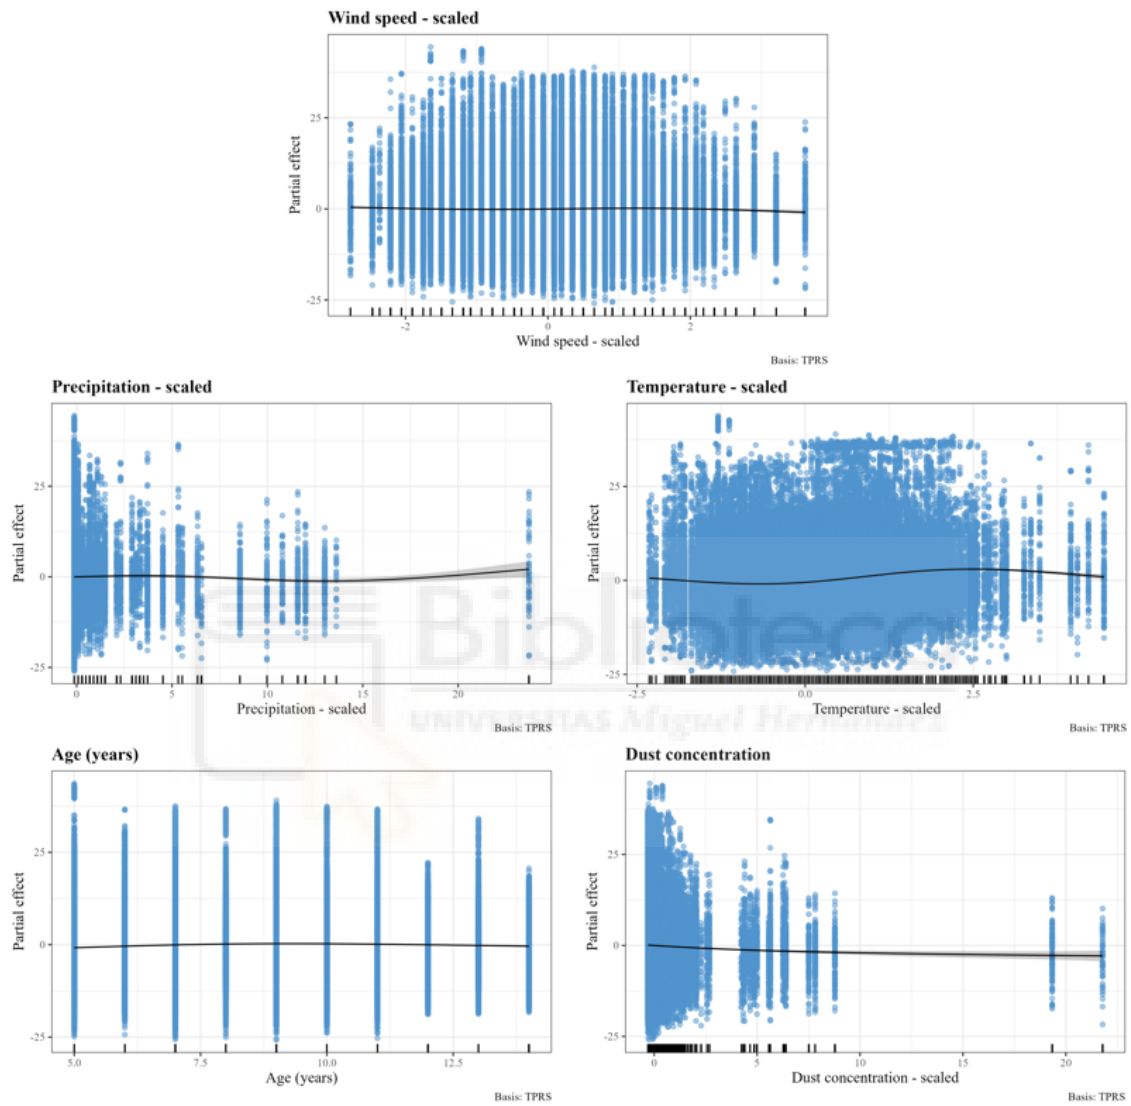 Wind speed - scaled
Partial effect
25
0
-25
-2 0 2
Wind speed - scaled
Basis: TPRS
Precipitation - scaled
Partial effect
25
0
-25
0 5 10 15 20
Precipitation - scaled
Basis: TPRS
Temperature - scaled
Partial effect
25
0
-25
-2.5 0.0 2.5
Temperature - scaled
Basis: TPRS
Biblioteca
UNIVERSITAS Miguel Hernández
Age (years)
Partial effect
25
0
-25
5.0 7.5 10.0 12.5
Age (years)
Basis: TPRS
Dust concentration
Partial effect
25
0
-25
0 5 10 15 20
Dust concentration - scaled
Basis: TPRS